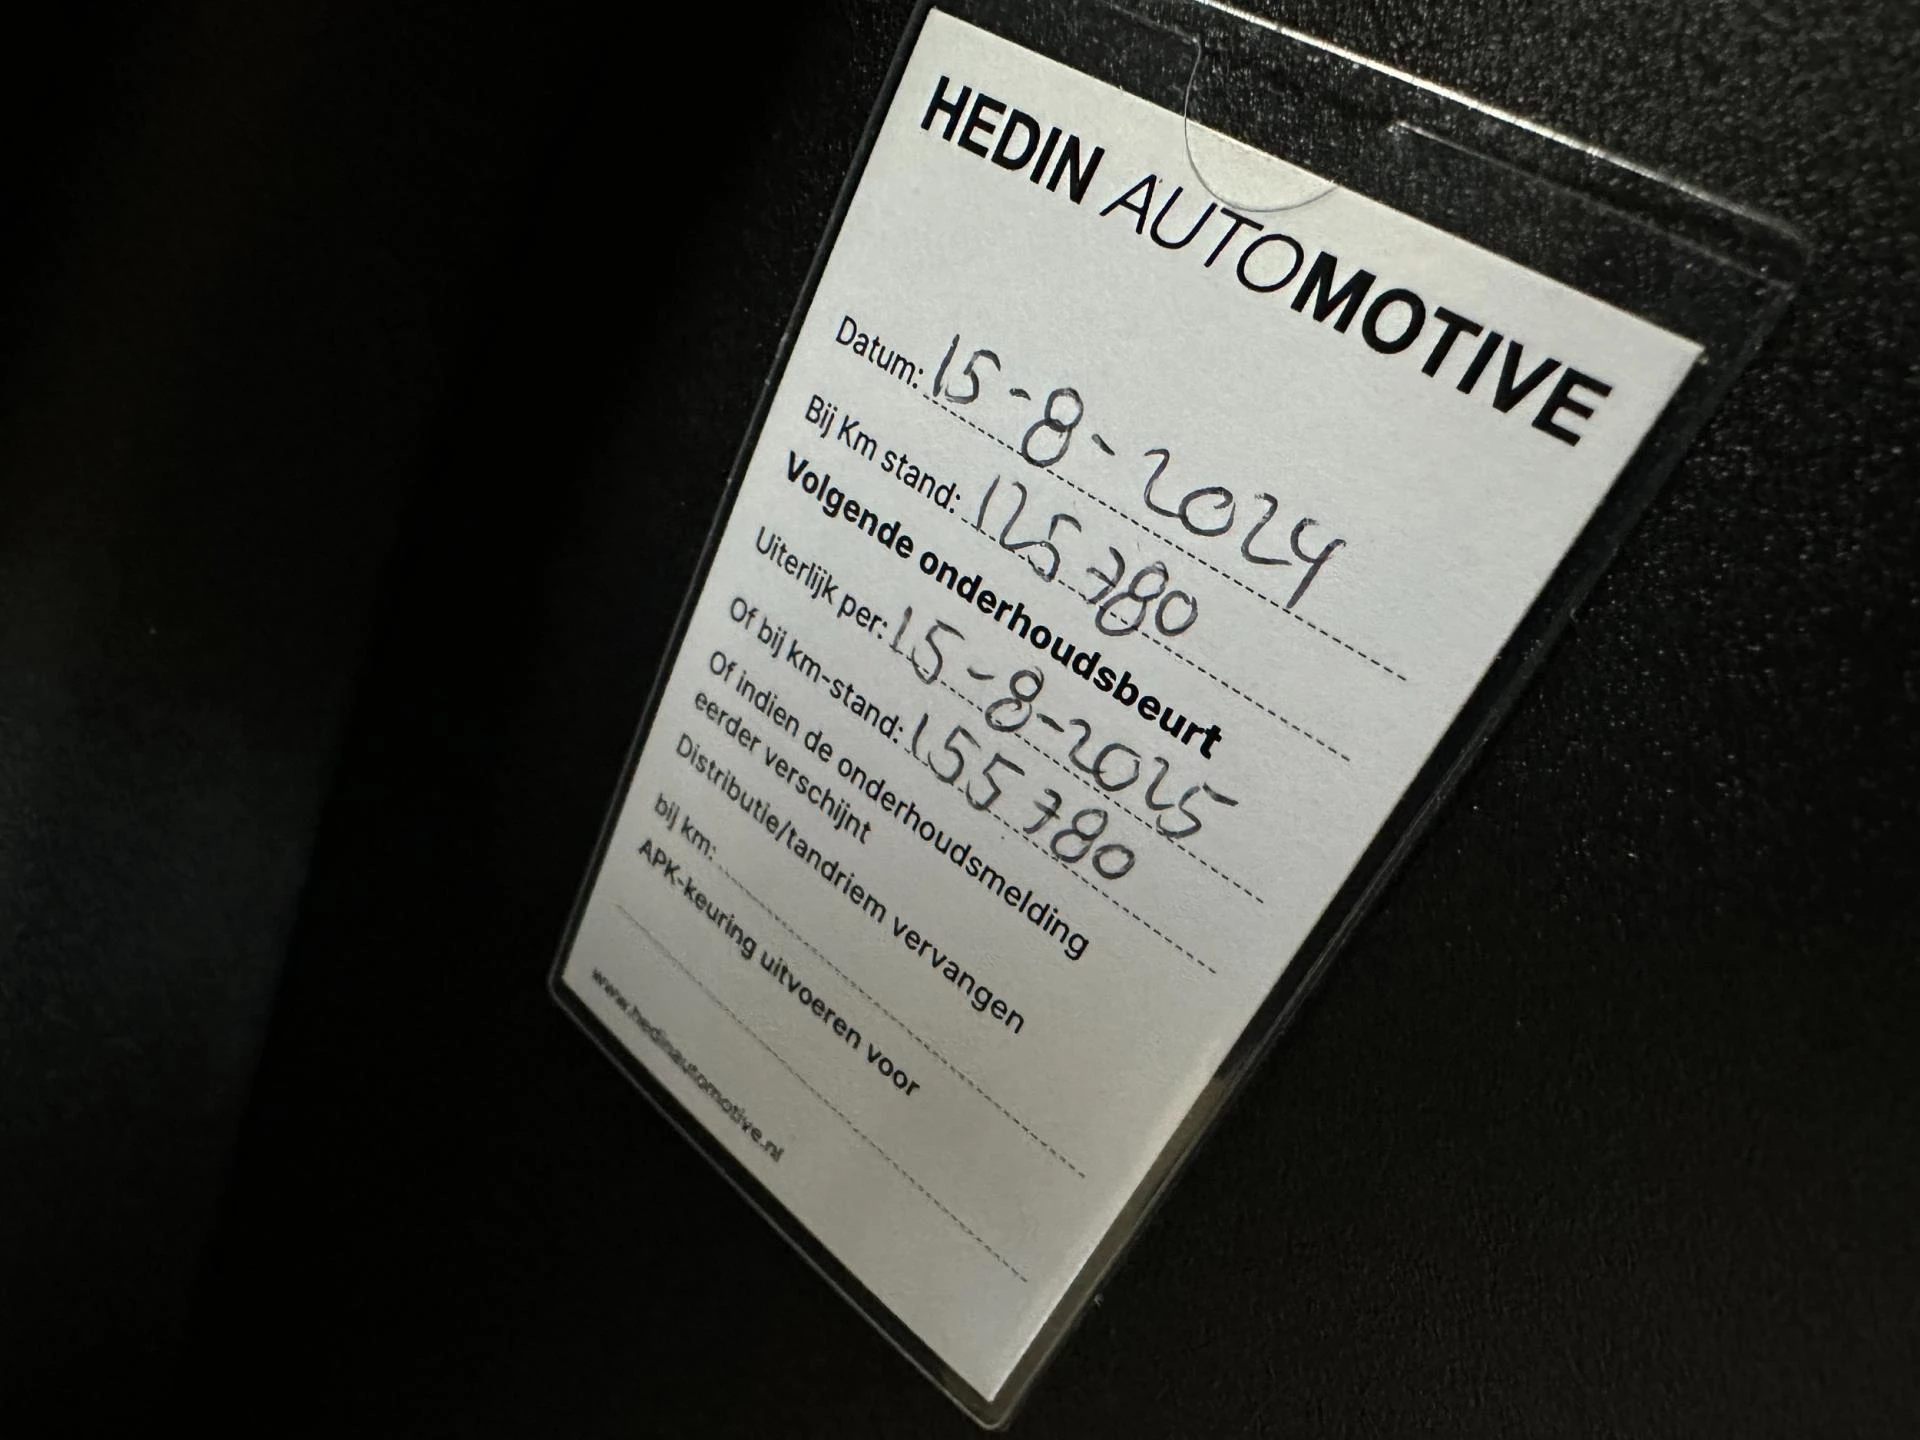 HEDIN AUTOMOTIVE
Datum: 15-8-2024
Bij Km stand: 125780
Volgende onderhoudsbeurt
Uiterlijk per: 15-8-2025
Of bij km-stand: 155780
Of indien de onderhoudsmelding
eerder verschijnt
Distributie/tandriem vervangen
bij km:
APK-keuring uitvoeren voor
www.hedinautomotive.nl